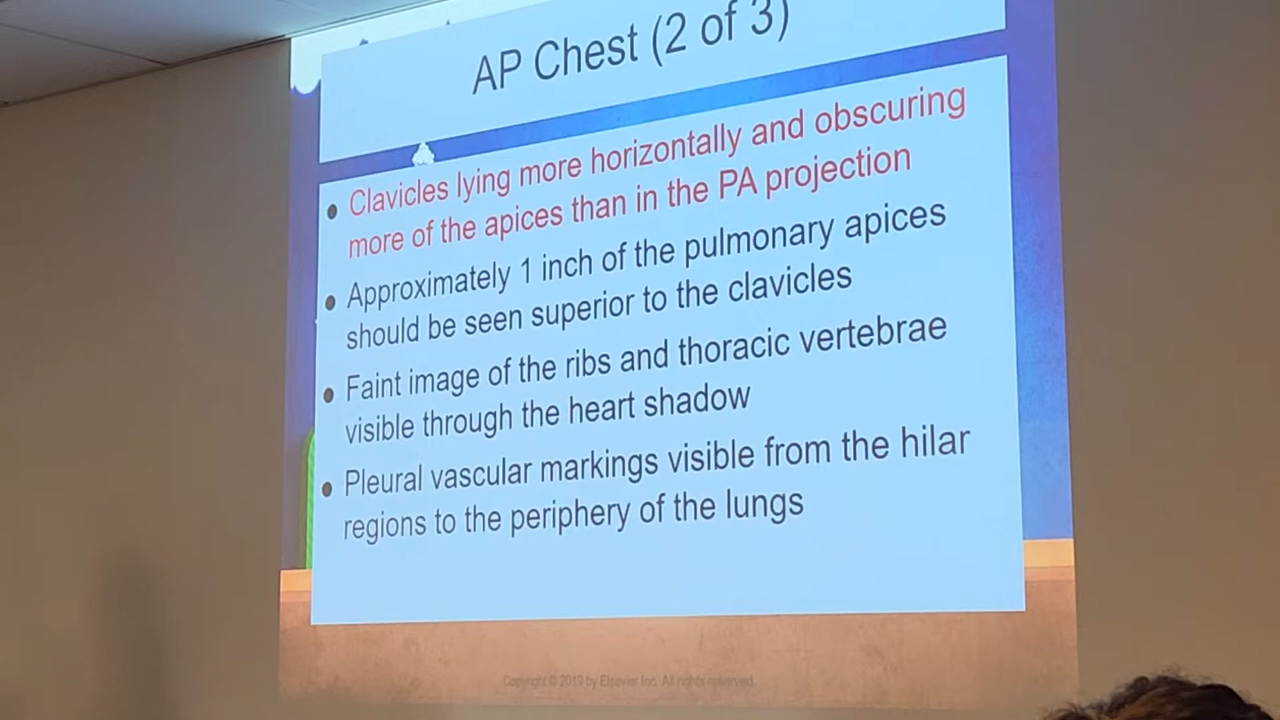 AP Chest (2 of 3)
• Clavicles lying more horizontally and obscuring
more of the apices than in the PA projection
• Approximately 1 inch of the pulmonary apices
should be seen superior to the clavicles
• Faint image of the ribs and thoracic vertebrae
visible through the heart shadow
• Pleural vascular markings visible from the hilar
regions to the periphery of the lungs
Copyright © 2019 by Elsevier Inc. All rights reserved.